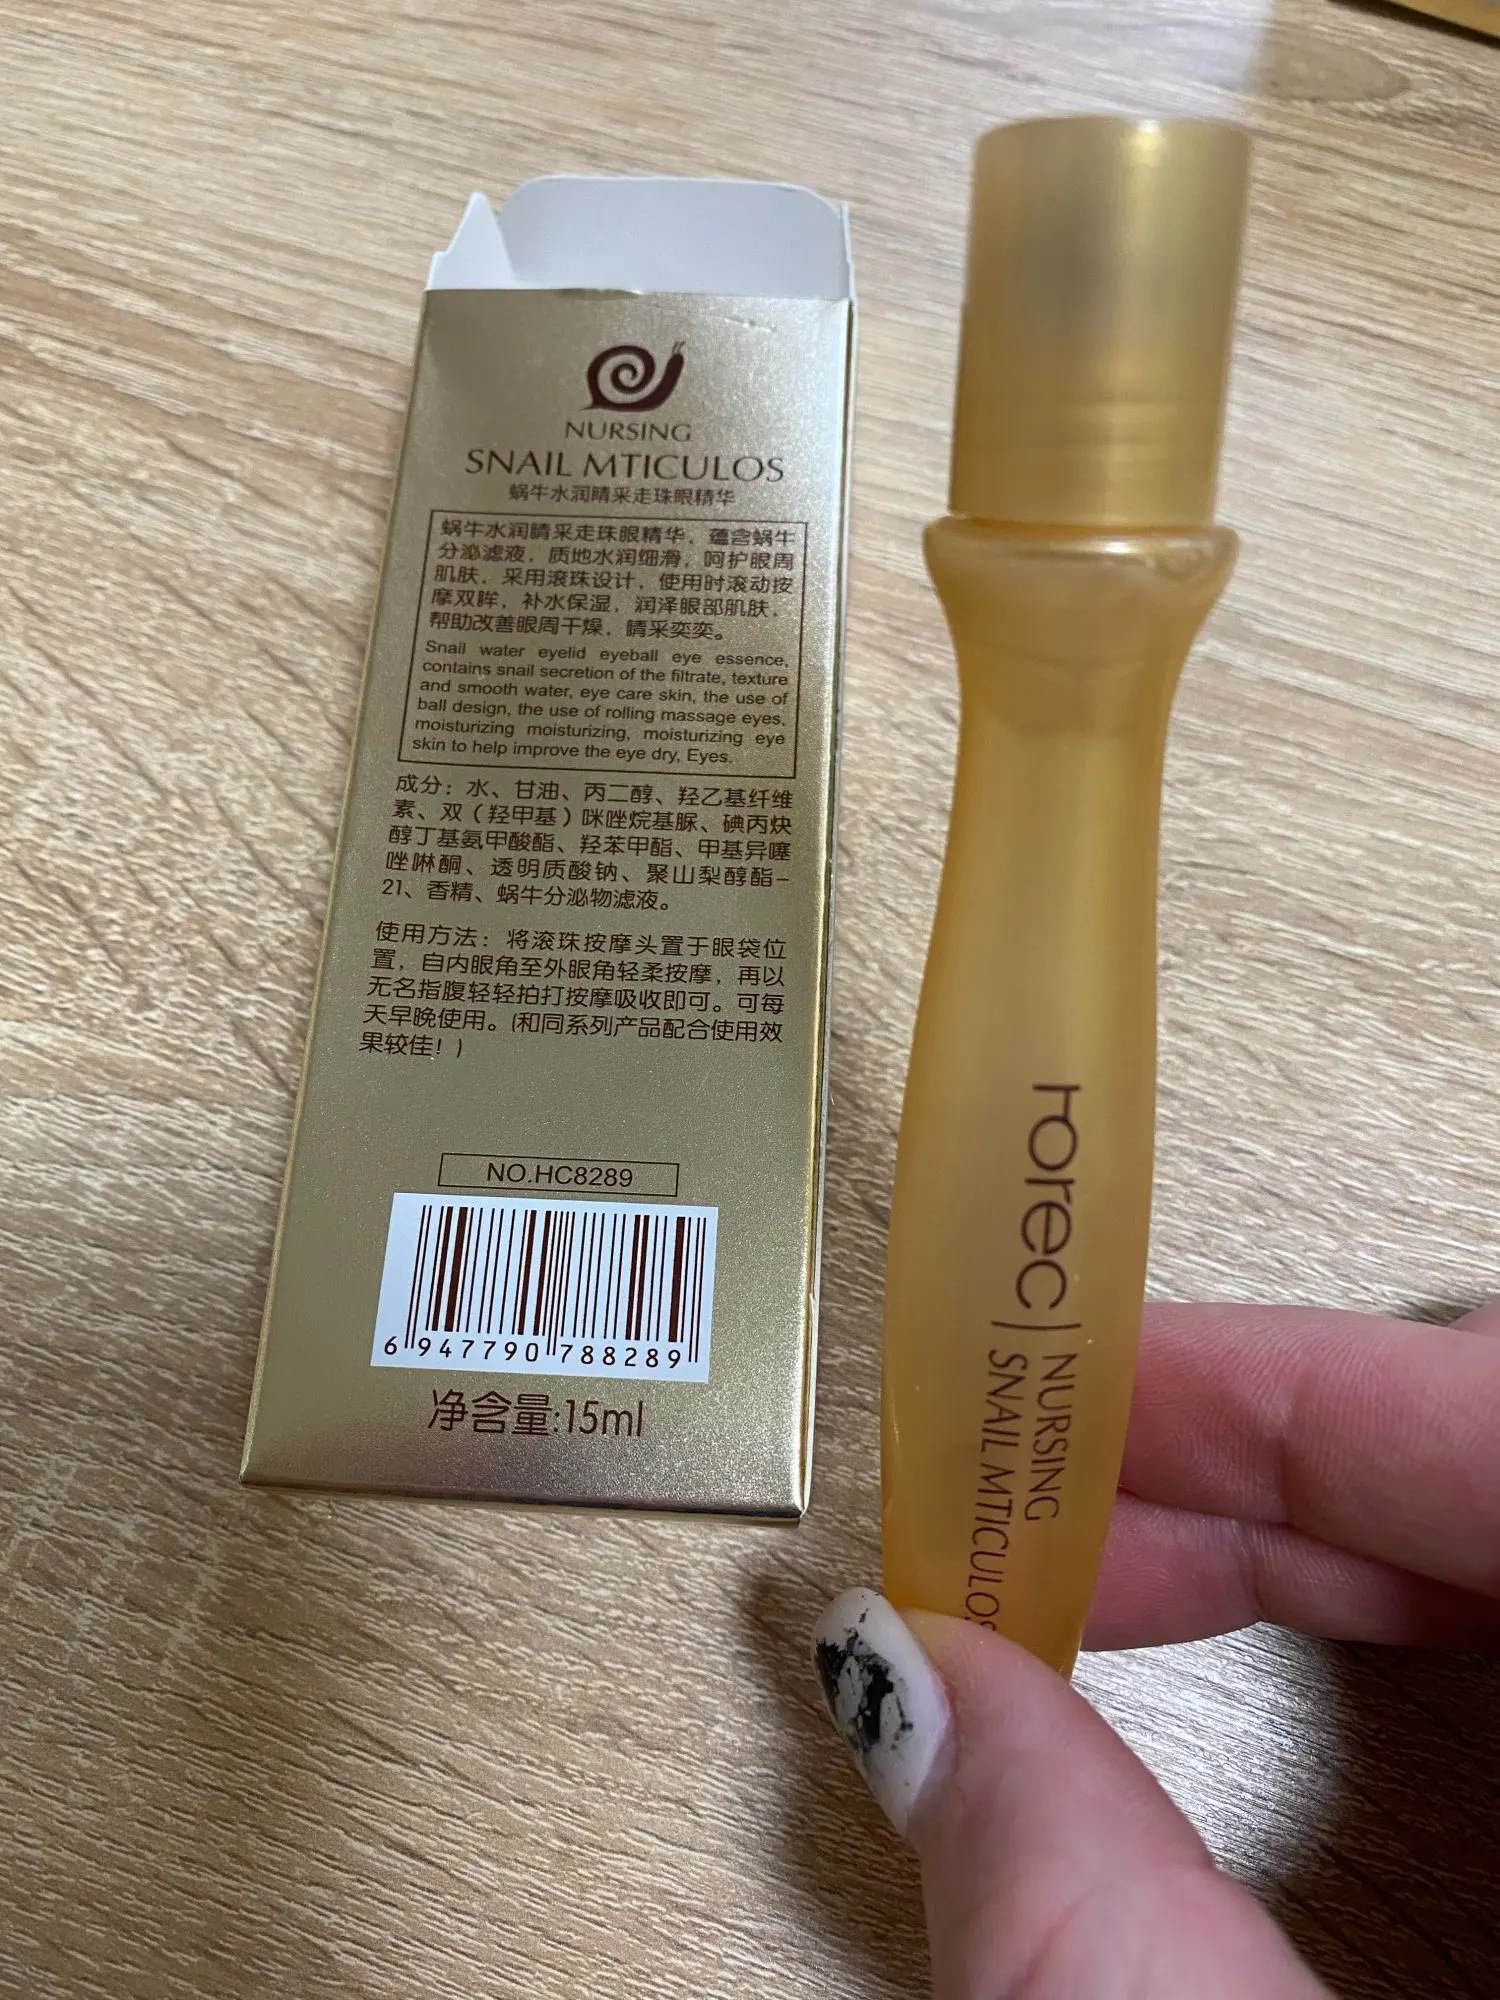 NURSING
SNAIL MTICULOS
蜗牛水润睛采走珠眼精华
蜗牛水润睛采走珠眼精华，蕴含蜗牛
分泌滤液，质地水润细滑，呵护眼周
肌肤，采用滚珠设计，使用时滚动按
摩双眸，补水保湿，润泽眼部肌肤，
帮助改善眼周干燥，睛采奕奕。
Snail water eyelid eyeball eye essence,
contains snail secretion of the filtrate, texture
and smooth water, eye care skin, the use of
ball design, the use of rolling massage eyes,
moisturizing moisturizing, moisturizing eye
skin to help improve the eye dry, Eyes.
成分：水、甘油、丙二醇、羟乙基纤维
素、双（羟甲基）咪唑烷基脲、碘丙炔
醇丁基氨甲酸酯、羟苯甲酯、甲基异噻
唑啉酮、透明质酸钠、聚山梨醇酯-
21、香精、蜗牛分泌物滤液。
使用方法：将滚珠按摩头置于眼袋位
置，自内眼角至外眼角轻柔按摩，再以
无名指腹轻轻拍打按摩吸收即可。可每
天早晚使用。(和同系列产品配合使用效
果较佳！)
NO.HC8289
6 947790 788289
净含量:15ml
rorec
NURSING
SNAIL MTICULOS